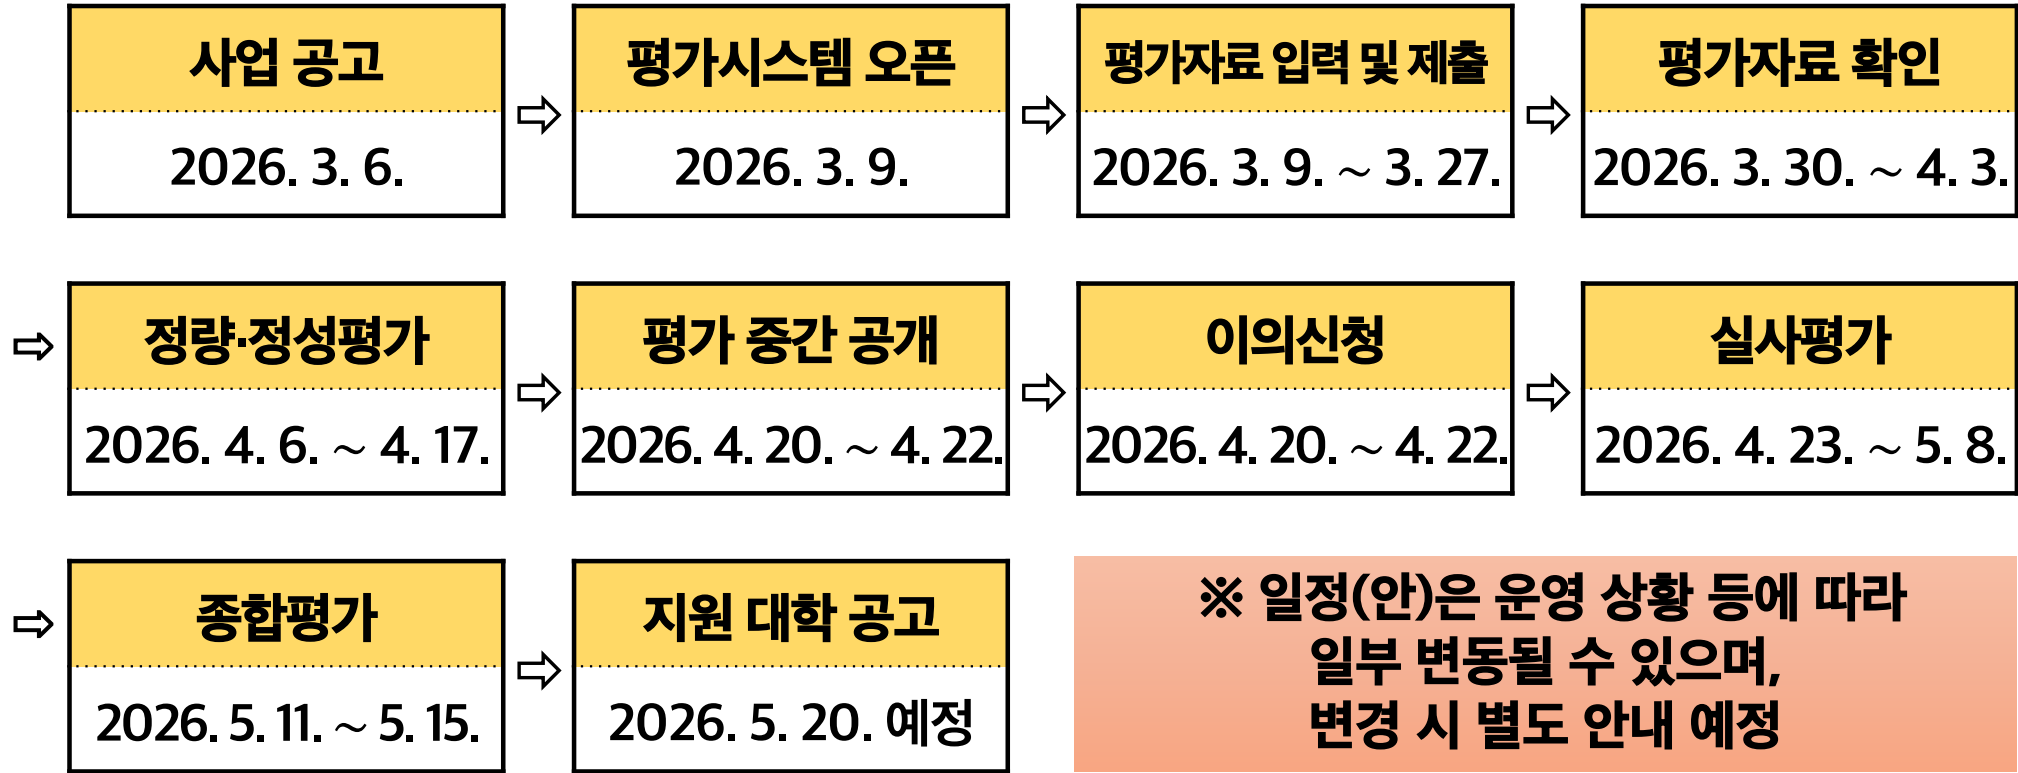 사업 공고
2026. 3. 6.
⇨
평가시스템 오픈
2026. 3. 9.
⇨
평가자료 입력 및 제출
2026. 3. 9. ~ 3. 27.
⇨
평가자료 확인
2026. 3. 30. ~ 4. 3.
⇨
정량·정성평가
2026. 4. 6. ~ 4. 17.
⇨
평가 중간 공개
2026. 4. 20. ~ 4. 22.
⇨
이의신청
2026. 4. 20. ~ 4. 22.
⇨
실사평가
2026. 4. 23. ~ 5. 8.
⇨
종합평가
2026. 5. 11. ~ 5. 15.
⇨
지원 대학 공고
2026. 5. 20. 예정
※ 일정(안)은 운영 상황 등에 따라
일부 변동될 수 있으며,
변경 시 별도 안내 예정